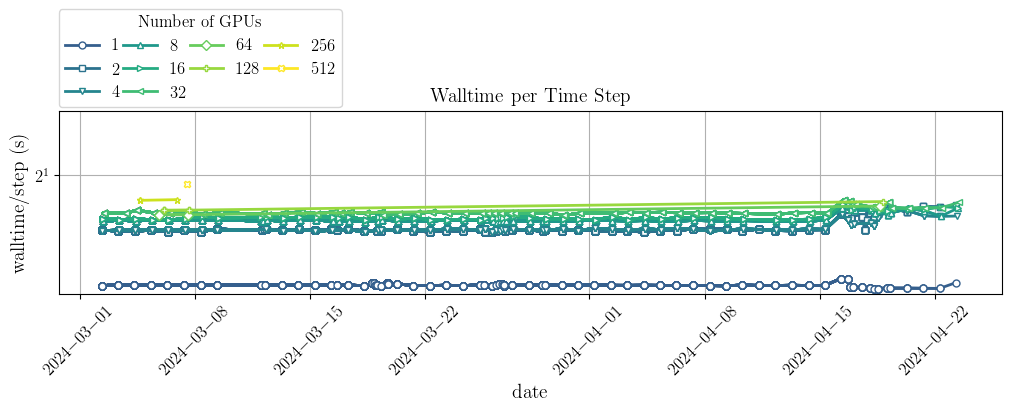 Number of GPUs
1 8 64 256
2 16 128 512
4 32
Walltime per Time Step
walltime/step (s)
2¹
2024−03−01 2024−03−08 2024−03−15 2024−03−22 2024−04−01 2024−04−08 2024−04−15 2024−04−22
date